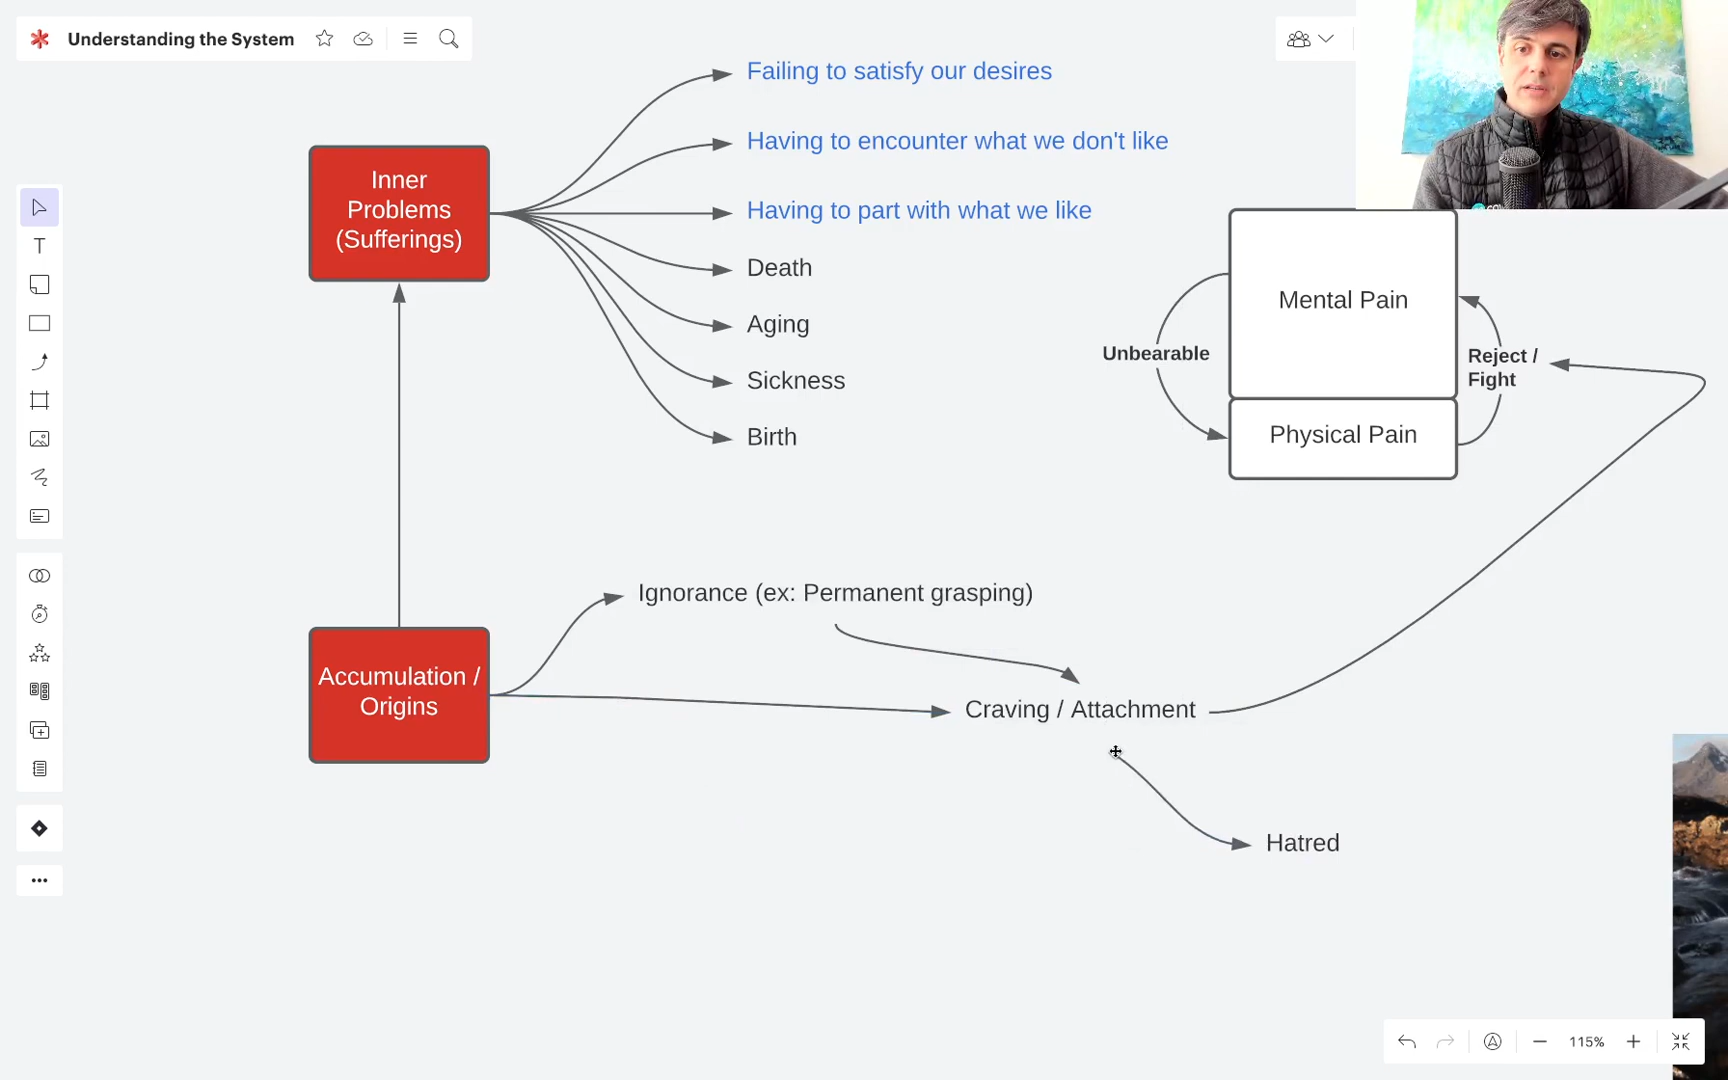 Understanding the System
Failing to satisfy our desires
Having to encounter what we don't like
Inner
Problems
(Sufferings)
Having to part with what we like
Death
Aging
Sickness
Birth
Mental Pain
Unbearable
Reject /
Fight
Physical Pain
Ignorance (ex: Permanent grasping)
Accumulation /
Origins
Craving / Attachment
Hatred
T
115%